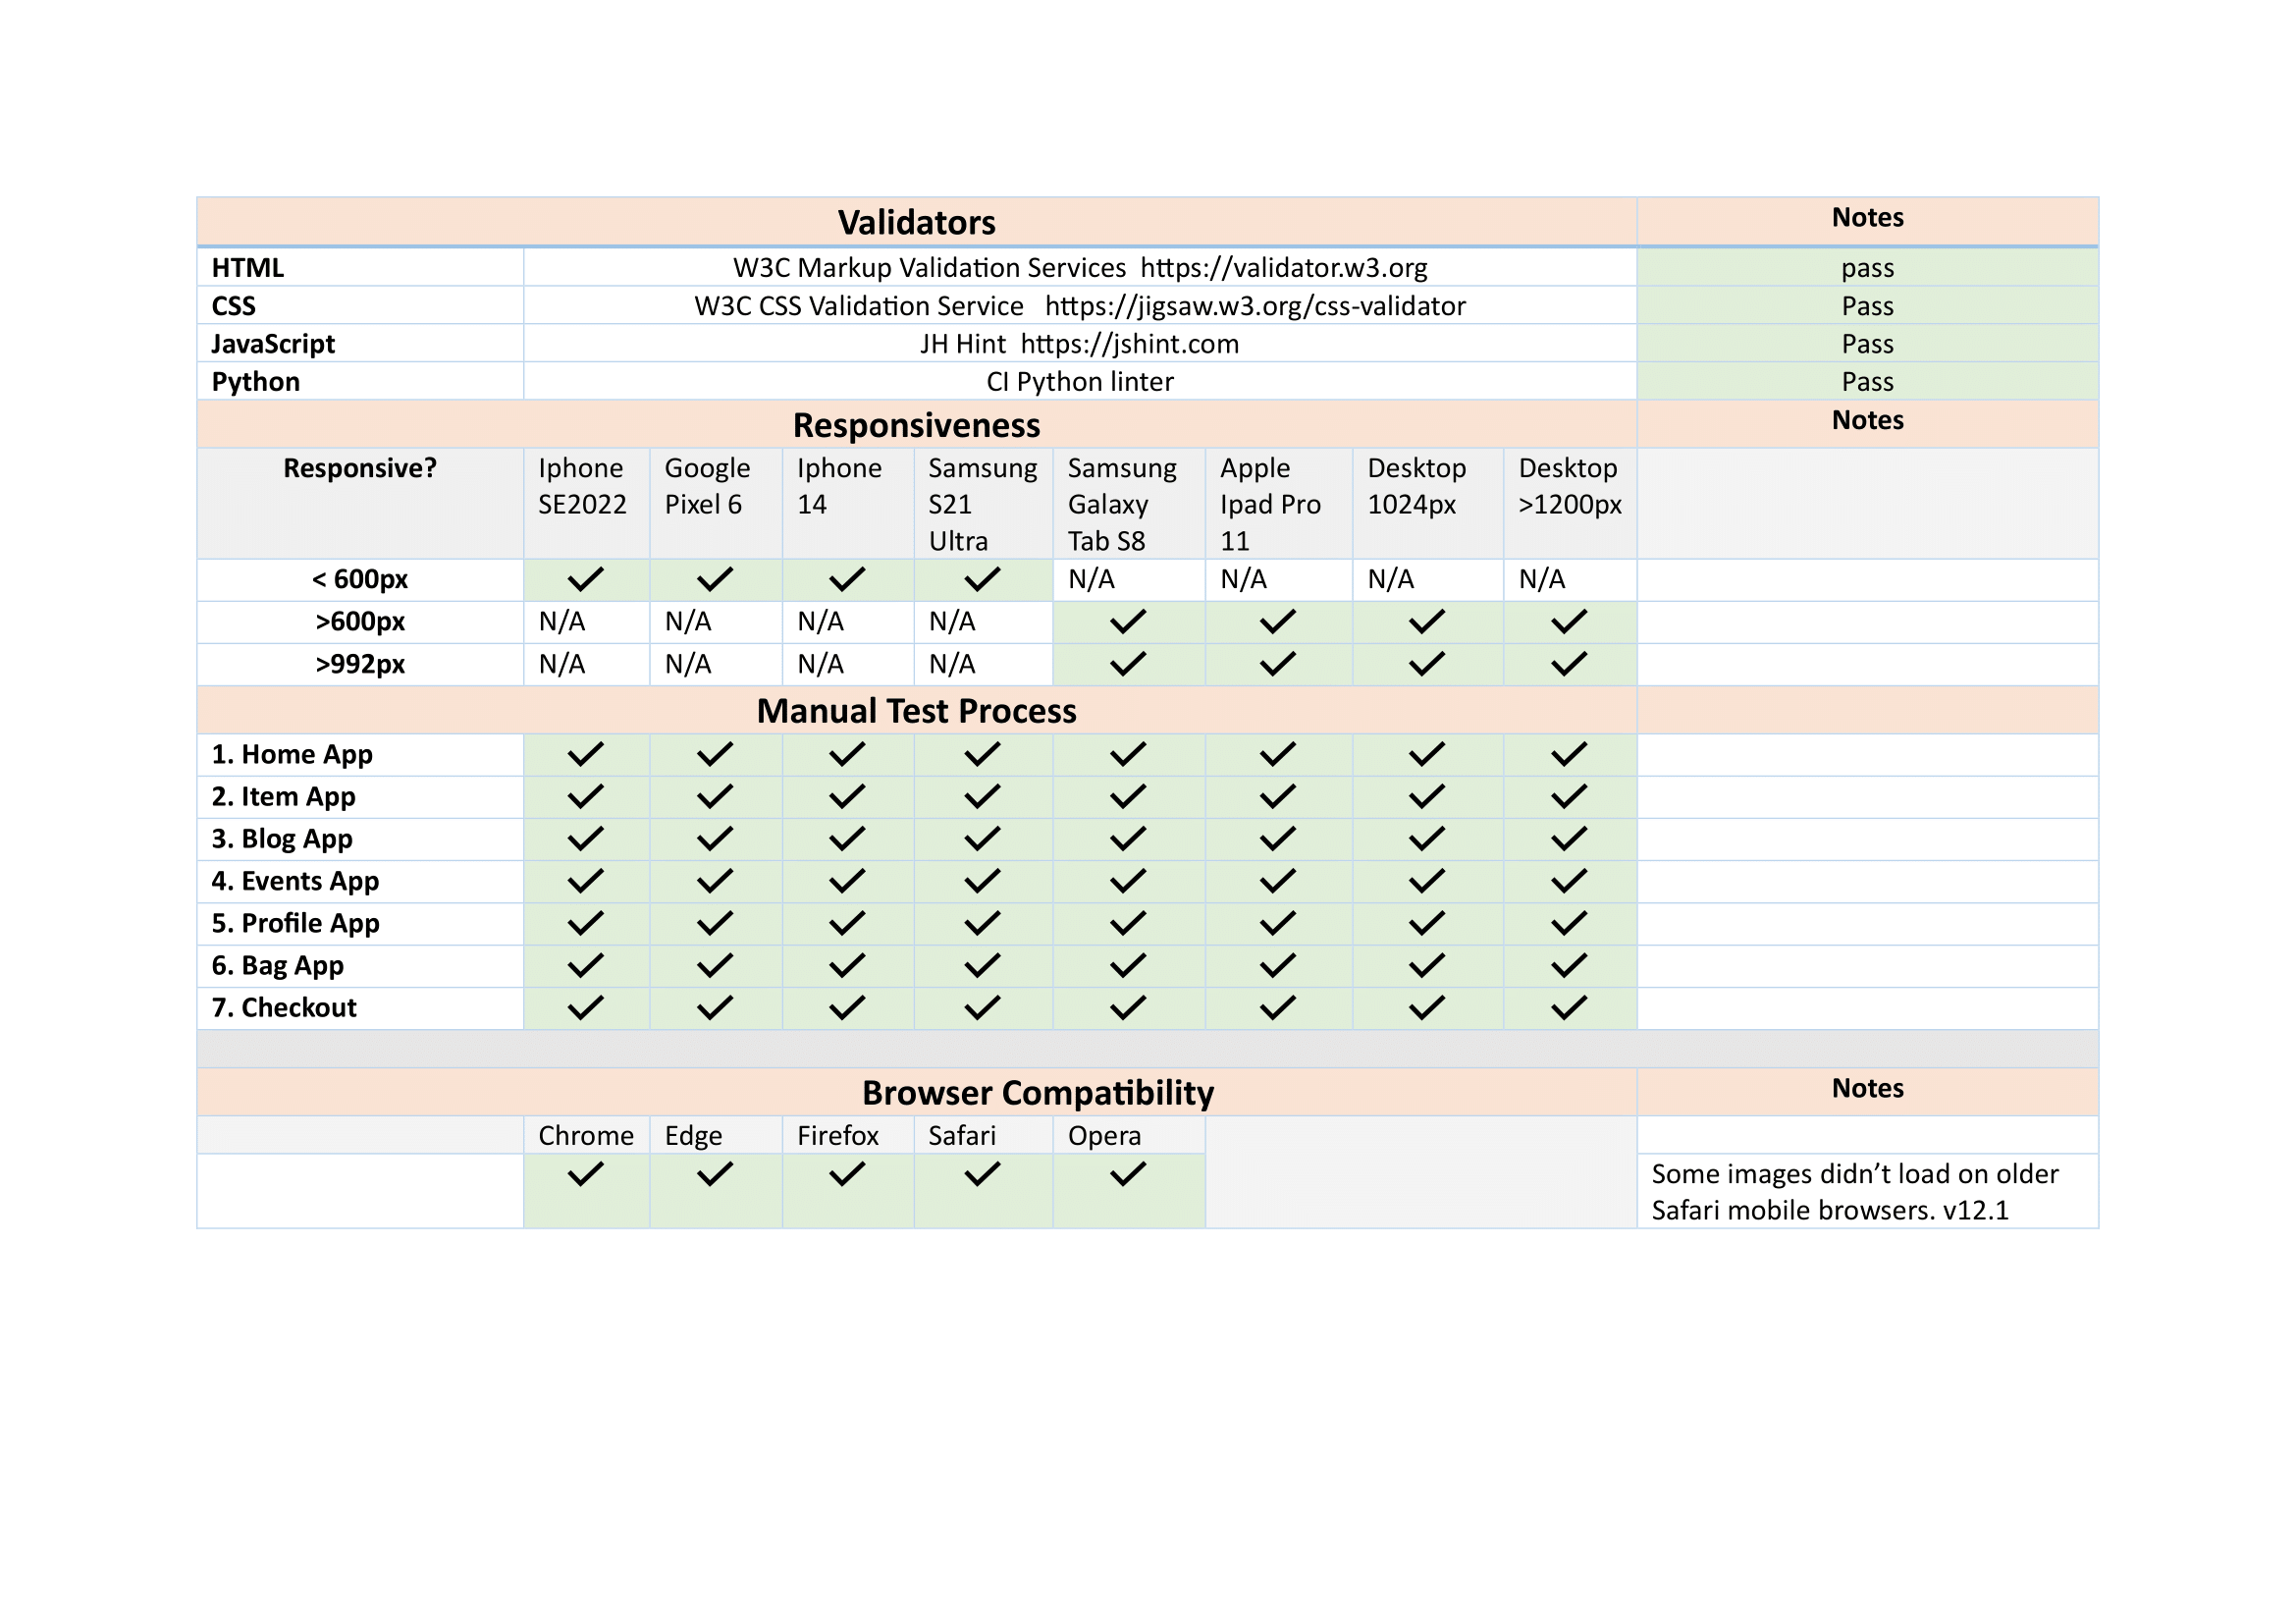 Validators Notes
HTML W3C Markup Validation Services https://validator.w3.org pass
CSS W3C CSS Validation Service https://jigsaw.w3.org/css-validator Pass
JavaScript JH Hint https://jshint.com Pass
Python CI Python linter Pass
Responsiveness Notes
Responsive? Iphone Google Iphone Samsung Samsung Apple Desktop Desktop
SE2022 Pixel 6 14 S21 Galaxy Ipad Pro 1024px >1200px
Ultra Tab S8 11
< 600px ✓ ✓ ✓ ✓ N/A N/A N/A N/A
>600px N/A N/A N/A N/A ✓ ✓ ✓ ✓
>992px N/A N/A N/A N/A ✓ ✓ ✓ ✓
Manual Test Process
1. Home App ✓ ✓ ✓ ✓ ✓ ✓ ✓ ✓
2. Item App ✓ ✓ ✓ ✓ ✓ ✓ ✓ ✓
3. Blog App ✓ ✓ ✓ ✓ ✓ ✓ ✓ ✓
4. Events App ✓ ✓ ✓ ✓ ✓ ✓ ✓ ✓
5. Profile App ✓ ✓ ✓ ✓ ✓ ✓ ✓ ✓
6. Bag App ✓ ✓ ✓ ✓ ✓ ✓ ✓ ✓
7. Checkout ✓ ✓ ✓ ✓ ✓ ✓ ✓ ✓
Browser Compatibility Notes
Chrome Edge Firefox Safari Opera
✓ ✓ ✓ ✓ ✓ Some images didn’t load on older
Safari mobile browsers. v12.1